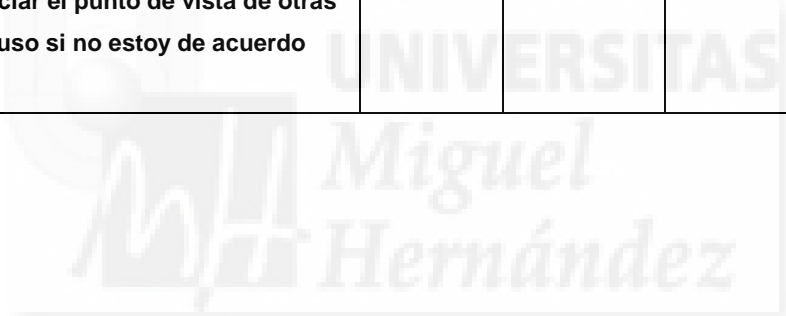 ciar el punto de vista de otras
uso si no estoy de acuerdo
UNIVERSITAS
Miguel
Hernández